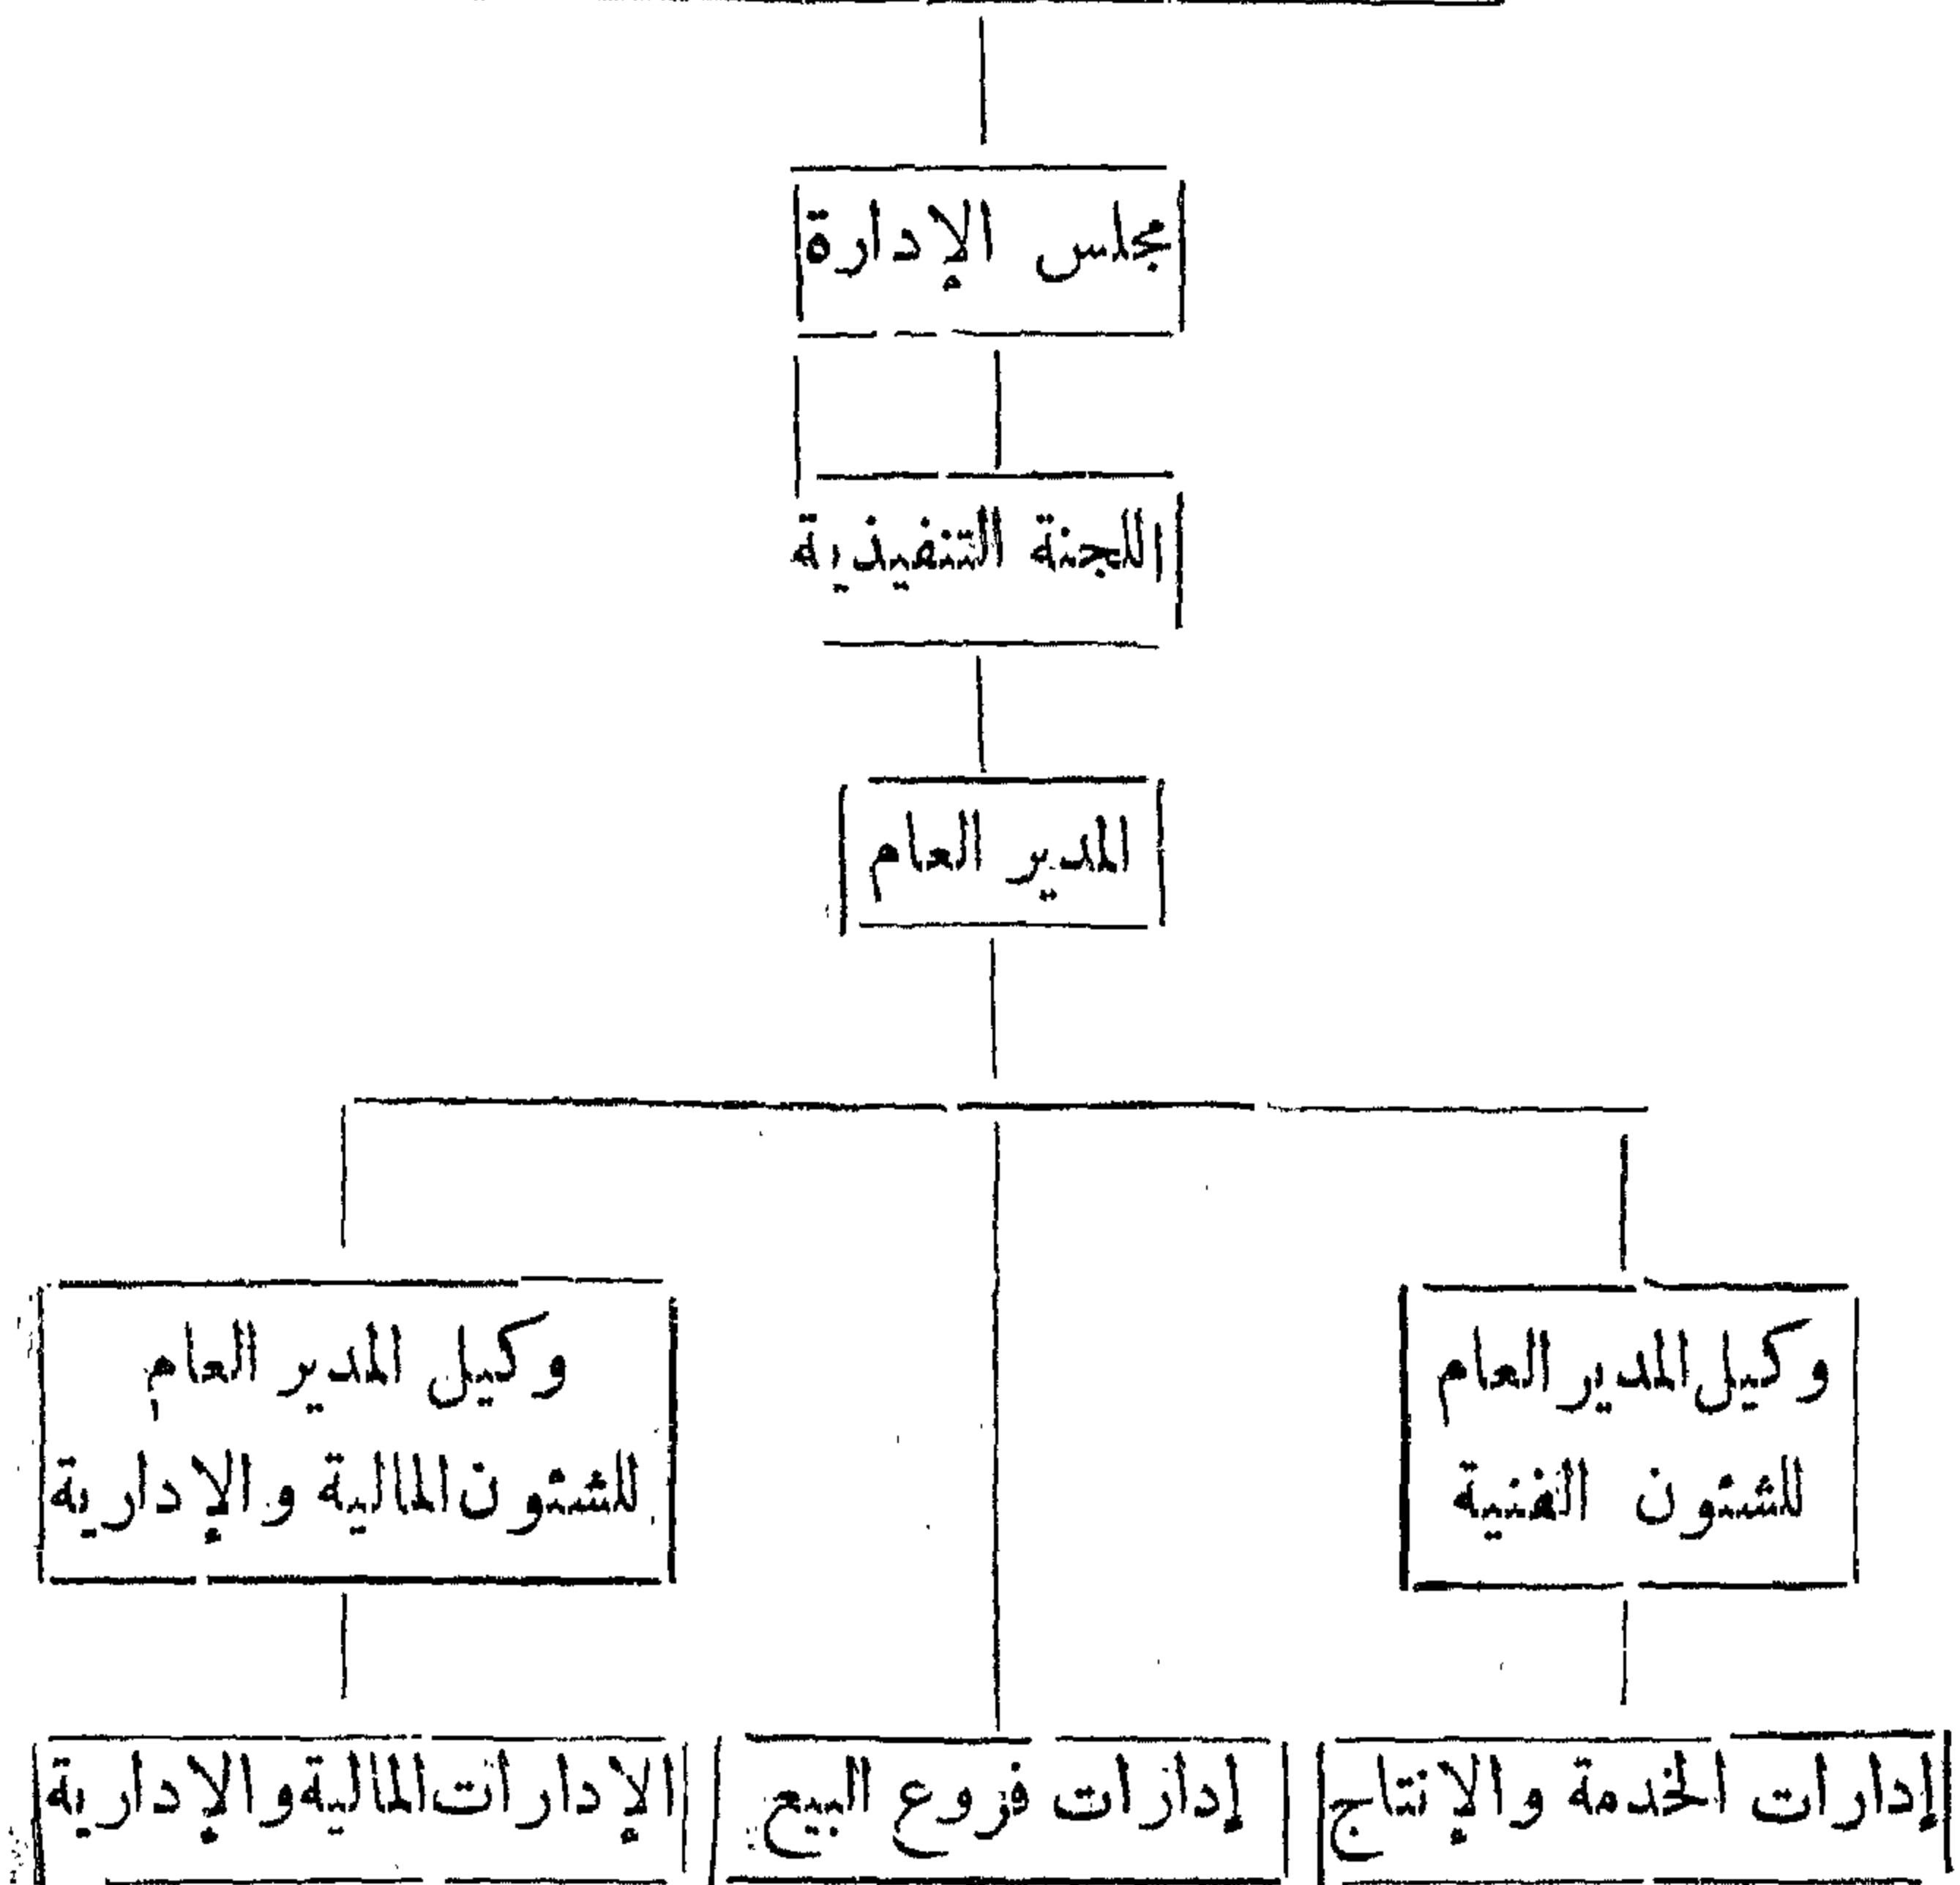 مجلس الإدارة
اللجنة التنفيذية
المدير العام
وكيل المدير العام
للشئون الفنية
وكيل المدير العام
للشئون المالية والإدارية
إدارات الخدمة والإنتاج
إدارات فروع البيع
الإدارات المالية والإدارية